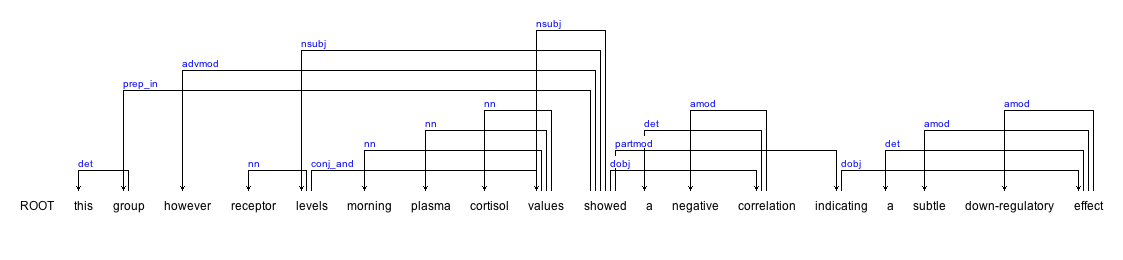 nsubj
nsubj
advmod
prep_in
nn amod amod
nn det amod
nn partmod det
det nn conj_and dobj dobj
ROOT this group however receptor levels morning plasma cortisol values showed a negative correlation indicating a subtle down-regulatory effect